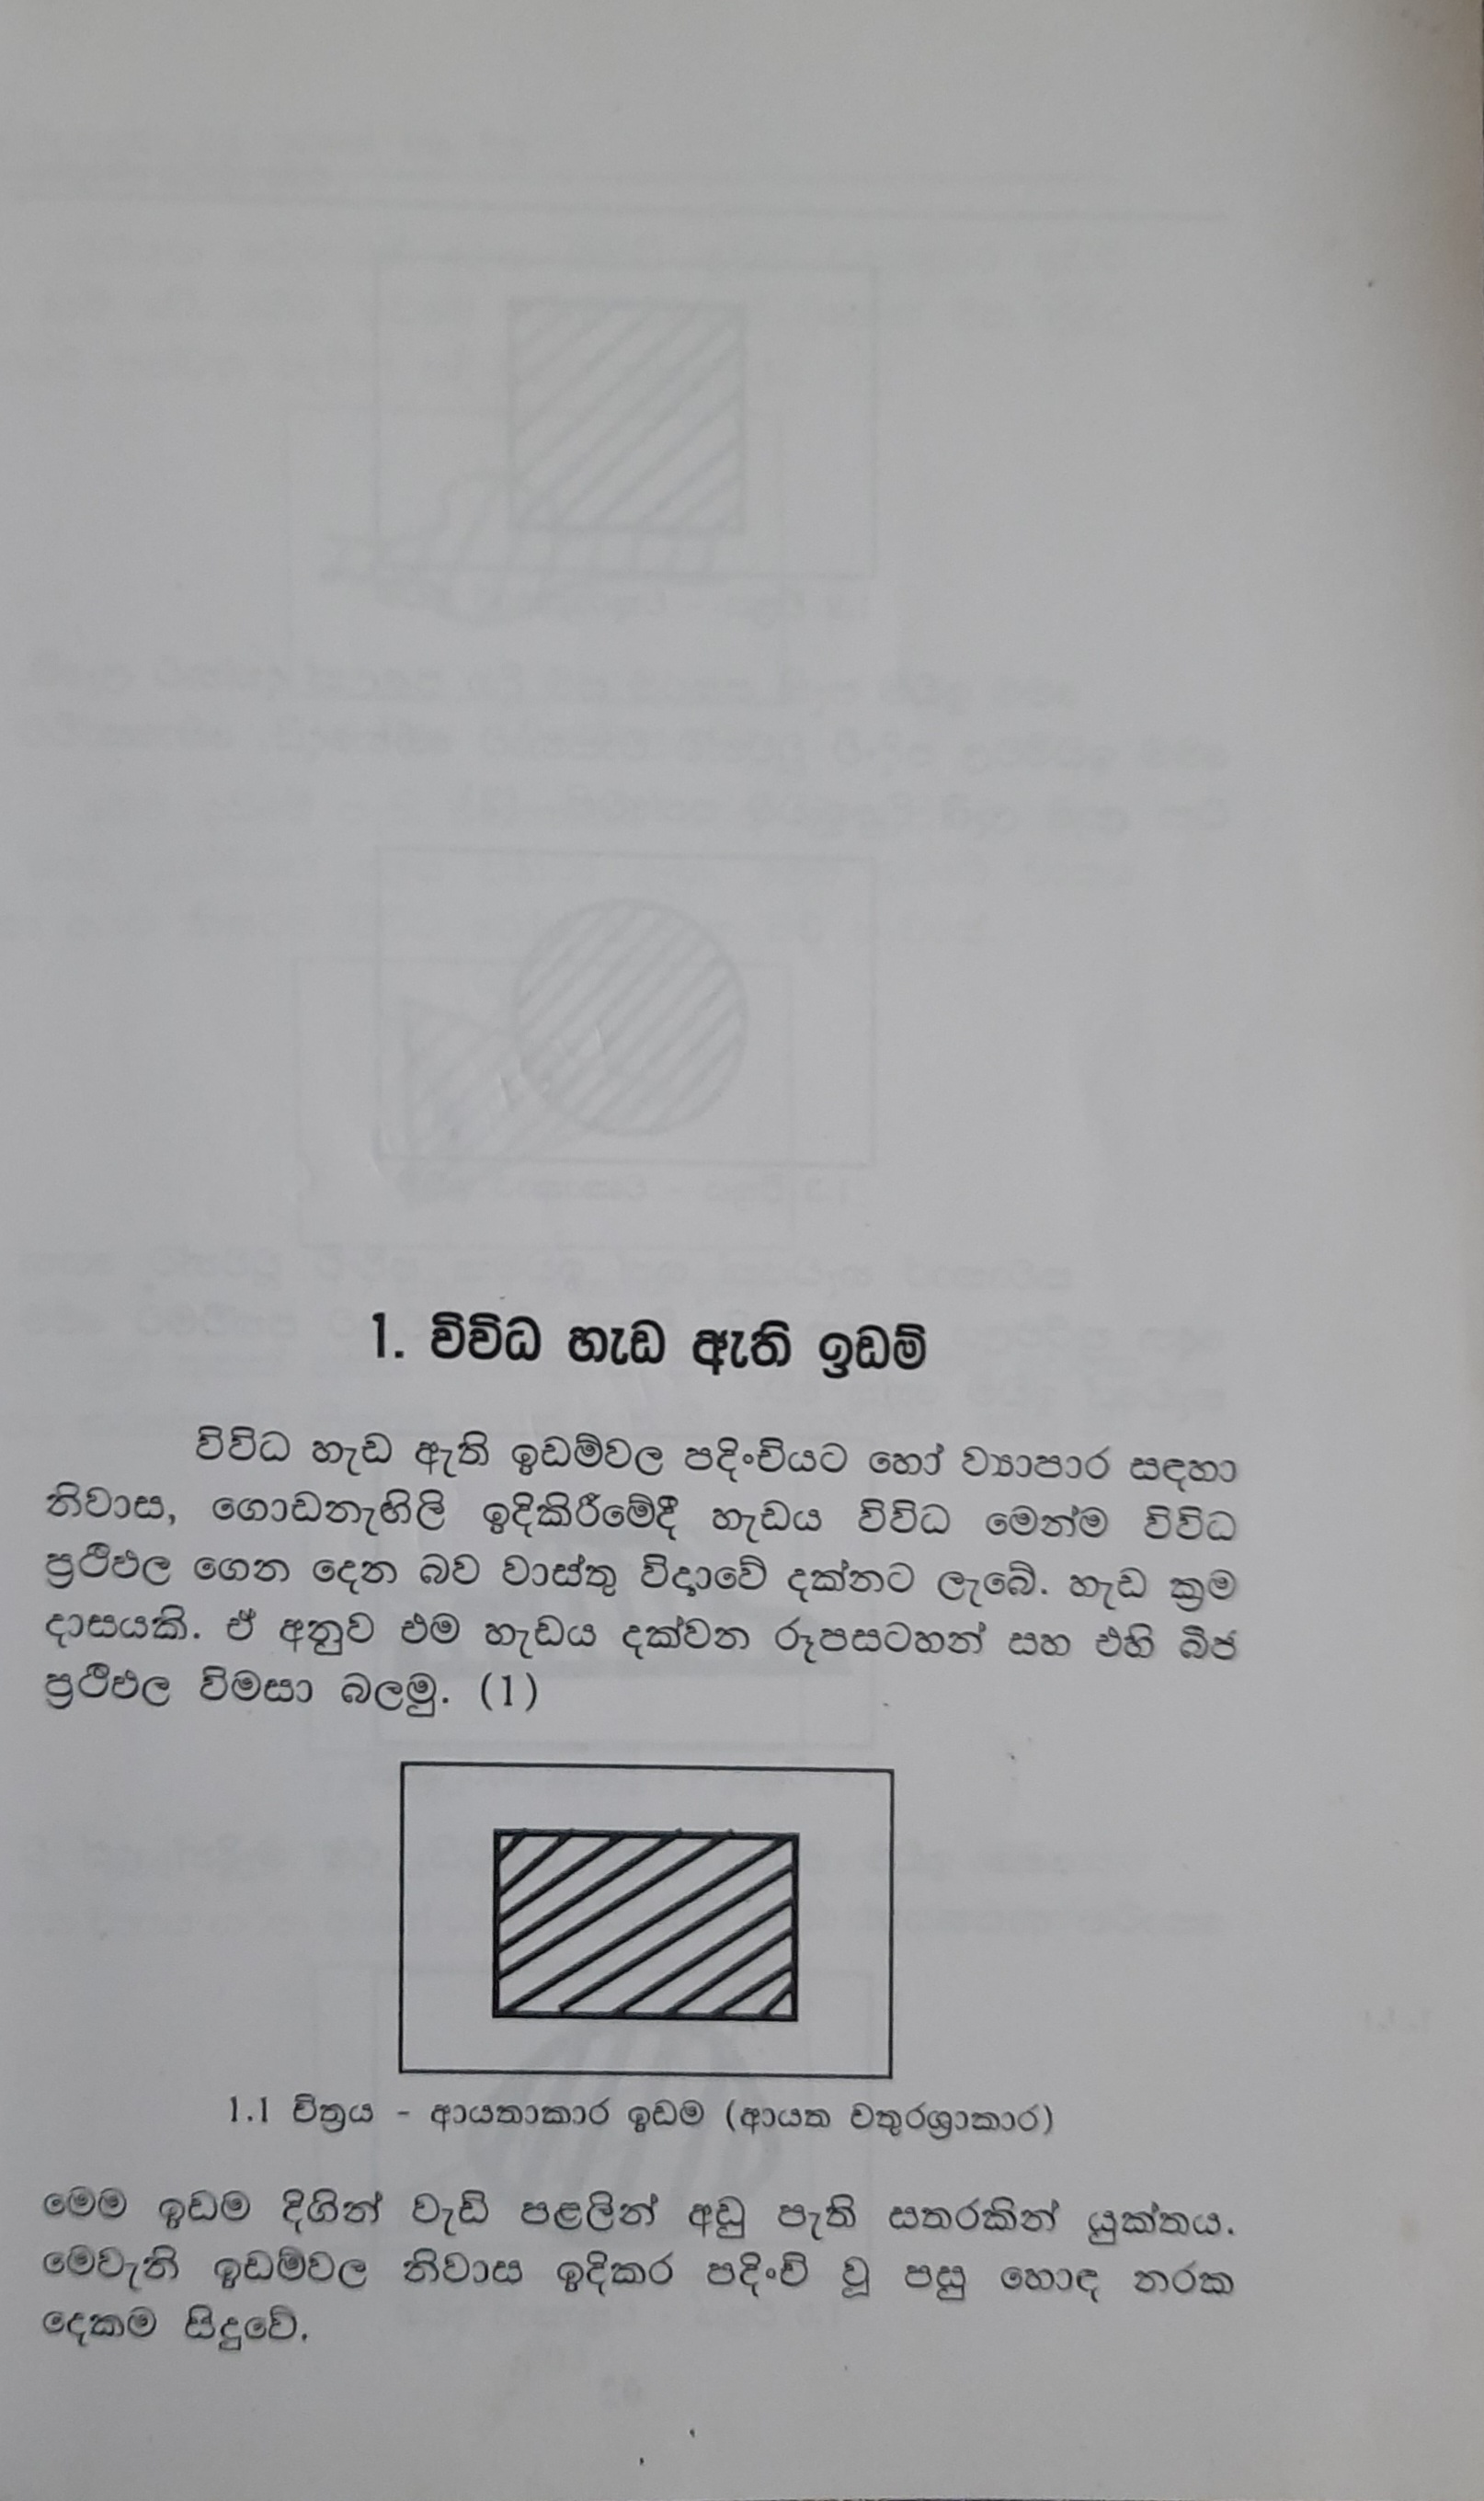 1. විවිධ හැඩ ඇති ඉඩම්
විවිධ හැඩ ඇති ඉඩම්වල පදිංචියට හෝ ව්‍යාපාර සඳහා
නිවාස, ගොඩනැඟිලි ඉදිකිරීමේදී හැඩය විවිධ මෙන්ම විවිධ
ප්‍රථිඵල ගෙන දෙන බව වාස්තු විද්‍යාවේ දක්නට ලැබේ. හැඩ ක්‍රම
දාසයකි. ඒ අනුව එම හැඩය දක්වන රූපසටහන් සහ එහි බිජ
ප්‍රථිඵල විමසා බලමු. (1)
1.1 චිත්‍රය - ආයතාකාර ඉඩම (ආයත චතුරශ්‍රාකාර)
මෙම ඉඩම දිගින් වැඩි පළලින් අඩු පැති සතරකින් යුක්තය.
මෙවැනි ඉඩම්වල නිවාස ඉදිකර පදිංචි වූ පසු හොඳ නරක
දෙකම සිදුවේ.